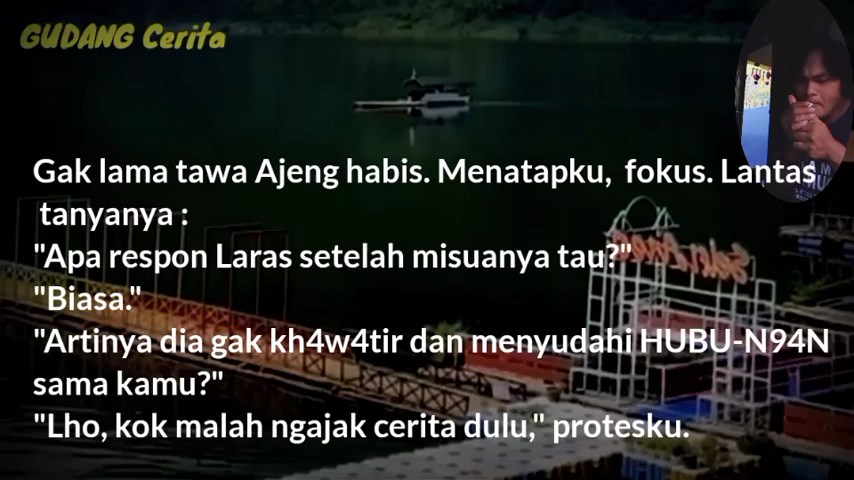 GUDANG Cerita
Gak lama tawa Ajeng habis. Menatapku, fokus. Lantas
tanyanya :
"Apa respon Laras setelah misuanya tau?"
"Biasa."
"Artinya dia gak kh4w4tir dan menyudahi HUBU-N94N
sama kamu?"
"Lho, kok malah ngajak cerita dulu," protesku.